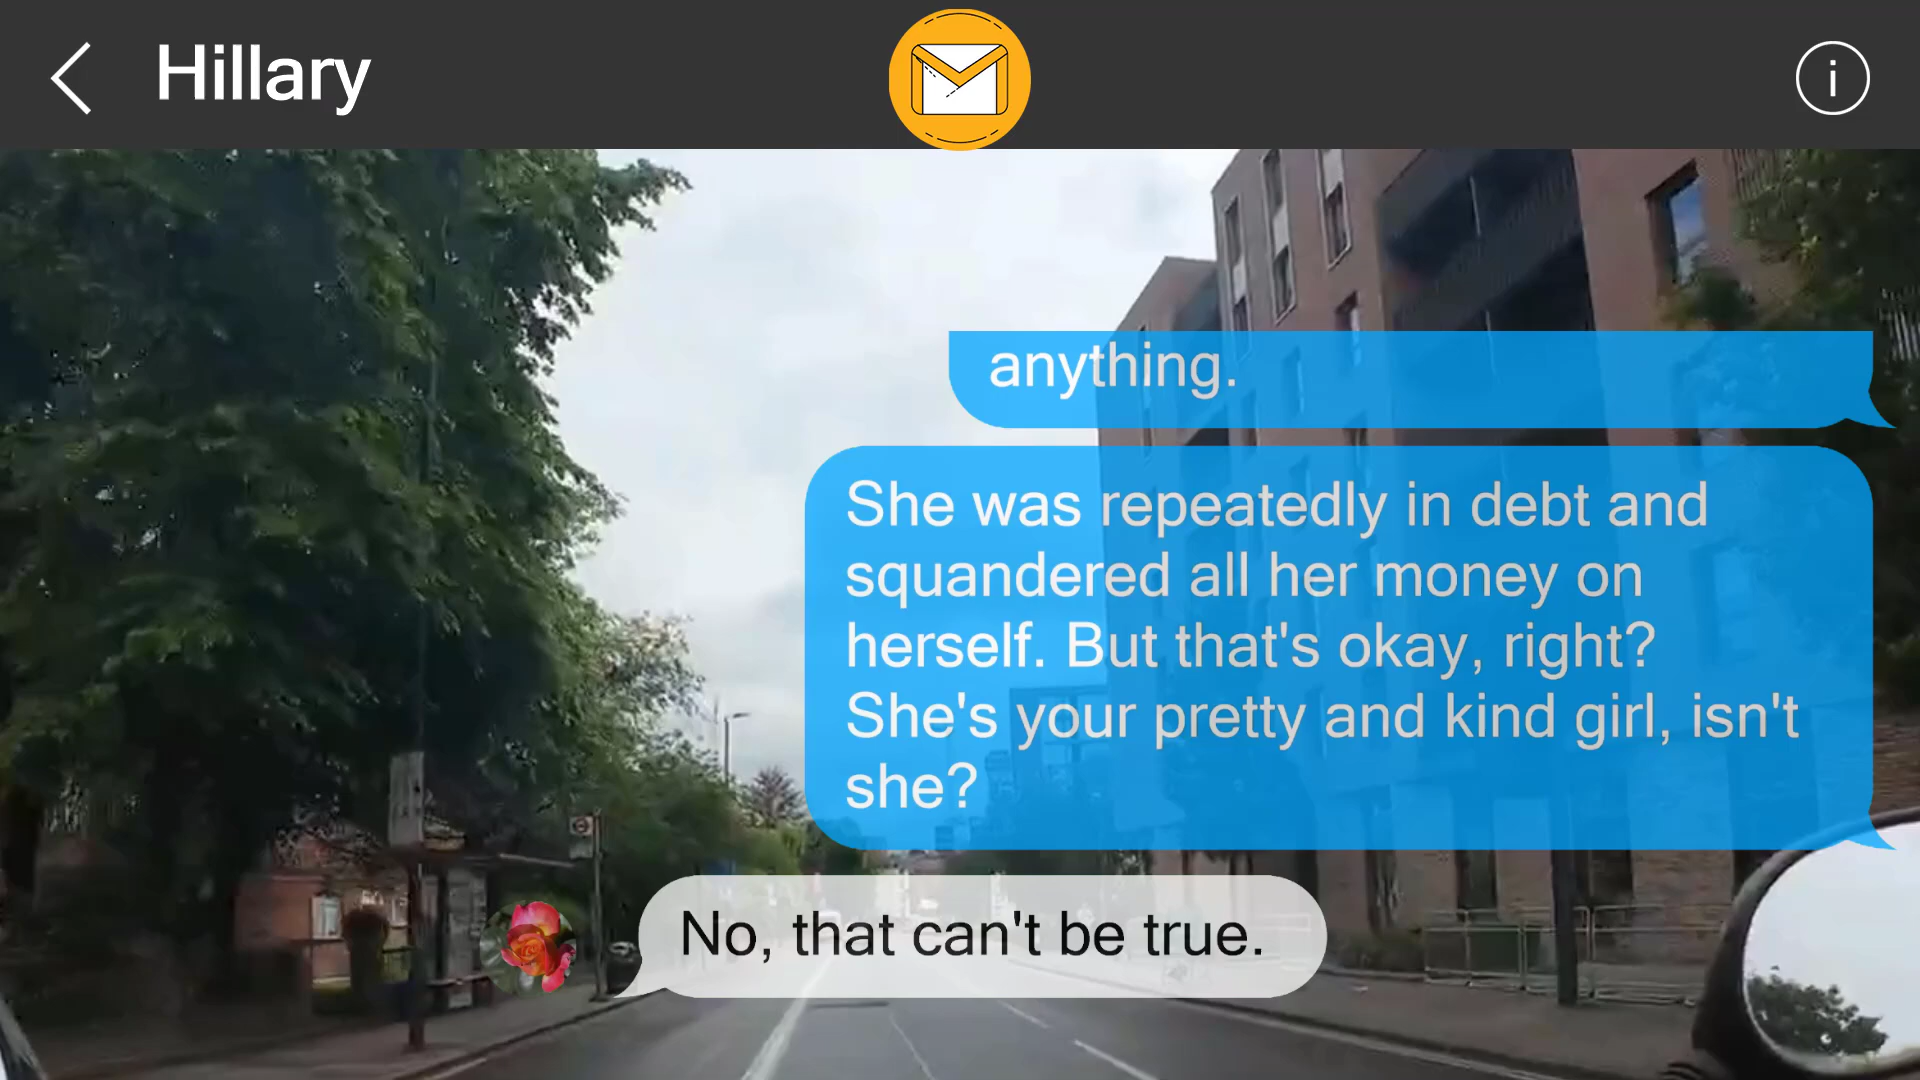 Hillary
i
anything.
She was repeatedly in debt and
squandered all her money on
herself. But that's okay, right?
She's your pretty and kind girl, isn't
she?
No, that can't be true.